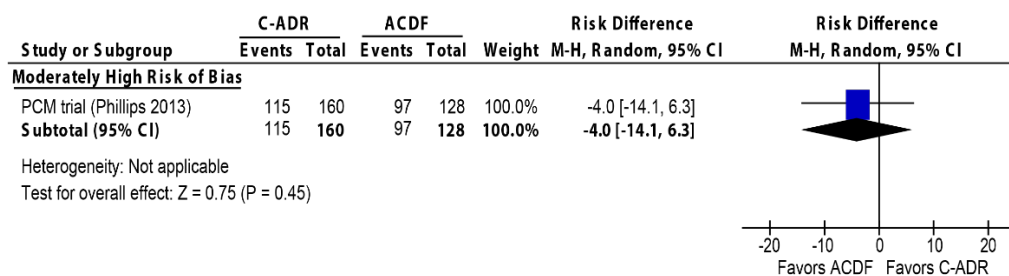 C-ADR ACDF Risk Difference Risk Difference
Study or Subgroup Events Total Events Total Weight M-H, Random, 95% CI M-H, Random, 95% CI
Moderately High Risk of Bias
PCM trial (Phillips 2013) 115 160 97 128 100.0% -4.0 [-14.1, 6.3]
Subtotal (95% CI) 115 160 97 128 100.0% -4.0 [-14.1, 6.3]
Heterogeneity: Not applicable
Test for overall effect: Z = 0.75 (P = 0.45)
-20 -10 0 10 20
Favors ACDF Favors C-ADR